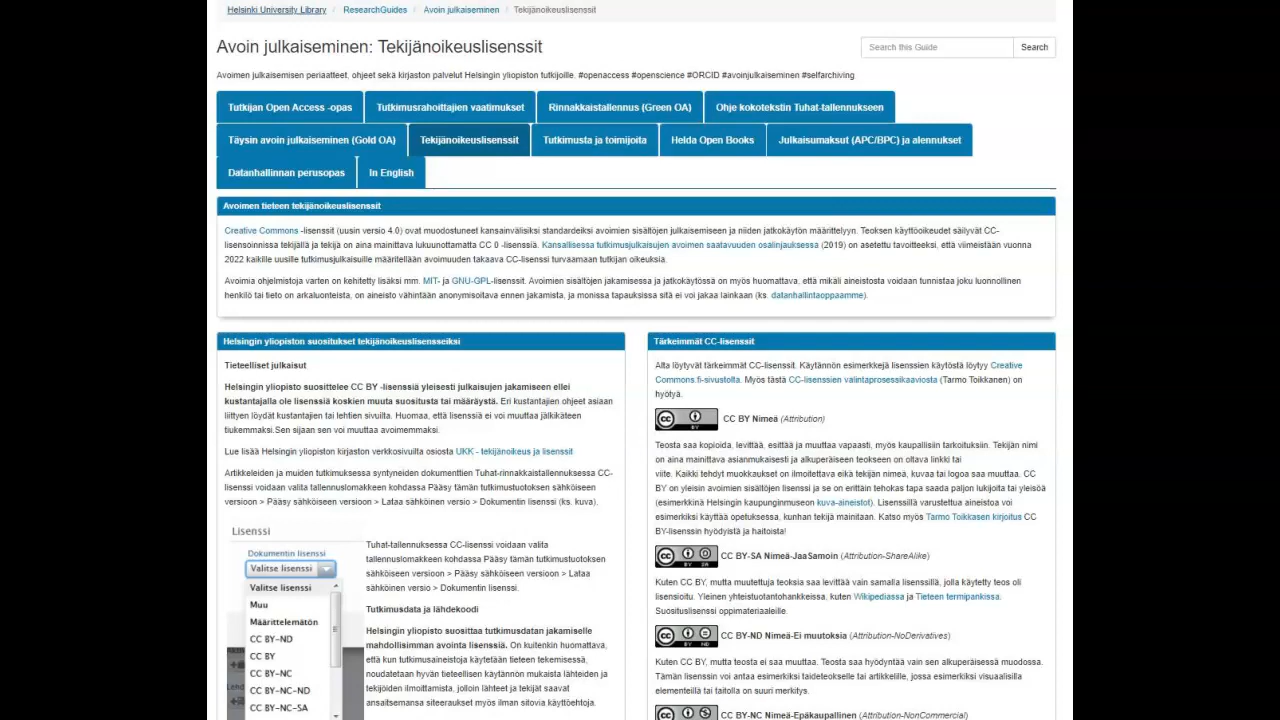 Helsinki University Library / ResearchGuides / Avoin julkaiseminen / Tekijänoikeuslisenssit
Avoin julkaiseminen: Tekijänoikeuslisenssit
Search this Guide Search
Avoimen julkaisemisen periaatteet, ohjeet sekä kirjaston palvelut Helsingin yliopiston tutkijoille. #openaccess #openscience #ORCID #avoinjulkaiseminen #selfarchiving
Tutkijan Open Access -opas Tutkimusrahoittajien vaatimukset Rinnakkaistallennus (Green OA) Ohje kokotekstin Tuhat-tallennukseen
Täysin avoin julkaiseminen (Gold OA) Tekijänoikeuslisenssit Tutkimusta ja toimijoita Helda Open Books Julkaisumaksut (APC/BPC) ja alennukset
Datanhallinnan perusopas In English
Avoimen tieteen tekijänoikeuslisenssit
Creative Commons -lisenssit (uusin versio 4.0) ovat muodostuneet kansainvälisiksi standardeiksi avoimien sisältöjen julkaisemiseen ja niiden jatkokäytön määrittelyyn. Teoksen käyttöoikeudet säilyvät CC-
lisensoinnissa tekijällä ja tekijä on aina mainittava lukuunottamatta CC 0 -lisenssiä. Kansallisessa tutkimusjulkaisujen avoimen saatavuuden osalinjauksessa (2019) on asetettu tavoitteeksi, että viimeistään vuonna
2022 kaikille uusille tutkimusjulkaisuille määritellään avoimuuden takaava CC-lisenssi turvaamaan tutkijan oikeuksia.
Avoimia ohjelmistoja varten on kehitetty lisäksi mm. MIT- ja GNU-GPL-lisenssit. Avoimien sisältöjen jakamisessa ja jatkokäytössä on myös huomattava, että mikäli aineistosta voidaan tunnistaa joku luonnollinen
henkilö tai tieto on arkaluonteista, on aineisto vähintään anonymisoitava ennen jakamista, ja monissa tapauksissa sitä ei voi jakaa lainkaan (ks. datanhallintaoppaamme).
Helsingin yliopiston suositukset tekijänoikeuslisensseiksi
Tieteelliset julkaisut
Helsingin yliopisto suosittelee CC BY -lisenssiä yleisesti julkaisujen jakamiseen ellei
kustantajalla ole lisenssiä koskien muuta suositusta tai määräystä. Eri kustantajien ohjeet asiaan
liittyen löydät kustantajien tai lehtien sivuilta. Huomaa, että lisenssiä ei voi muuttaa jälkikäteen
tiukemmaksi.Sen sijaan sen voi muuttaa avoimemmaksi.
Lue lisää Helsingin yliopiston kirjaston verkkosivuilta osiosta UKK - tekijänoikeus ja lisenssit
Artikkeleiden ja muiden tutkimuksessa syntyneiden dokumenttien Tuhat-rinnakkaistallennuksessa CC-
lisenssi voidaan valita tallennuslomakkeen kohdassa Pääsy tämän tutkimustuotoksen sähköiseen
versioon > Pääsy sähköiseen versioon > Lataa sähköinen versio > Dokumentin lisenssi (ks. kuva).
Lisenssi
Dokumentin lisenssi
Valitse lisenssi
Valitse lisenssi
Muu
Määrittelemätön
CC BY-ND
CC BY
CC BY-NC
CC BY-NC-ND
CC BY-NC-SA
Tuhat-tallennuksessa CC-lisenssi voidaan valita
tallennuslomakkeen kohdassa Pääsy tämän tutkimustuotoksen
sähköiseen versioon > Pääsy sähköiseen versioon > Lataa
sähköinen versio > Dokumentin lisenssi.
Tutkimusdata ja lähdekoodi
Helsingin yliopisto suosittaa tutkimusdatan jakamiselle
mahdollisimman avointa lisenssiä. On kuitenkin huomattava,
että kun tutkimusaineistoja käytetään tieteen tekemisessä,
noudatetaan hyvän tieteellisen käytännön mukaista lähteiden ja
tekijöiden ilmoittamista, jolloin lähteet ja tekijät saavat
ansaitsemansa siteeraukset myös ilman sitovia käyttöehtoja.
Tärkeimmät CC-lisenssit
Alta löytyvät tärkeimmät CC-lisenssit. Käytännön esimerkkejä lisenssien käytöstä löytyy Creative
Commons.fi-sivustolta. Myös tästä CC-lisenssien valintaprosessikaaviosta (Tarmo Toikkanen) on
hyötyä.
cc BY CC BY Nimeä (Attribution)
Teosta saa kopioida, levittää, esittää ja muuttaa vapaasti, myös kaupallisiin tarkoituksiin. Tekijän nimi
on aina mainittava asianmukaisesti ja alkuperäiseen teokseen on oltava linkki tai
viite. Kaikki tehdyt muokkaukset on ilmoitettava eikä tekijän nimeä, kuvaa tai logoa saa muuttaa. CC
BY on yleisin avoimien sisältöjen lisenssi ja se on erittäin tehokas tapa saada paljon lukijoita tai yleisöä
(esimerkkinä Helsingin kaupunginmuseon kuva-aineistot). Lisenssillä varustettua aineistoa voi
esimerkiksi käyttää opetuksessa, kunhan tekijä mainitaan. Katso myös Tarmo Toikkasen kirjoitus CC
BY-lisenssin hyödyistä ja haitoista!
cc BY SA CC BY-SA Nimeä-JaaSamoin (Attribution-ShareAlike)
Kuten CC BY, mutta muutettuja teoksia saa levittää vain samalla lisenssillä, jolla käytetty teos oli
lisensioitu. Yleinen yhteistuotantohankkeissa, kuten Wikipediassa ja Tieteen termipankissa.
Suosituslisenssi oppimateriaaleille.
cc BY ND CC BY-ND Nimeä-Ei muutoksia (Attribution-NoDerivatives)
Kuten CC BY, mutta teosta ei saa muuttaa. Teosta saa hyödyntää vain sen alkuperäisessä muodossa.
Tämän lisenssin voi antaa esimerkiksi taideteokselle tai artikkelille, jossa esimerkiksi visuaalisilla
elementeillä tai taitolla on suuri merkitys.
cc CC BY-NC Nimeä-Epäkaupallinen (Attribution-NonCommercial)